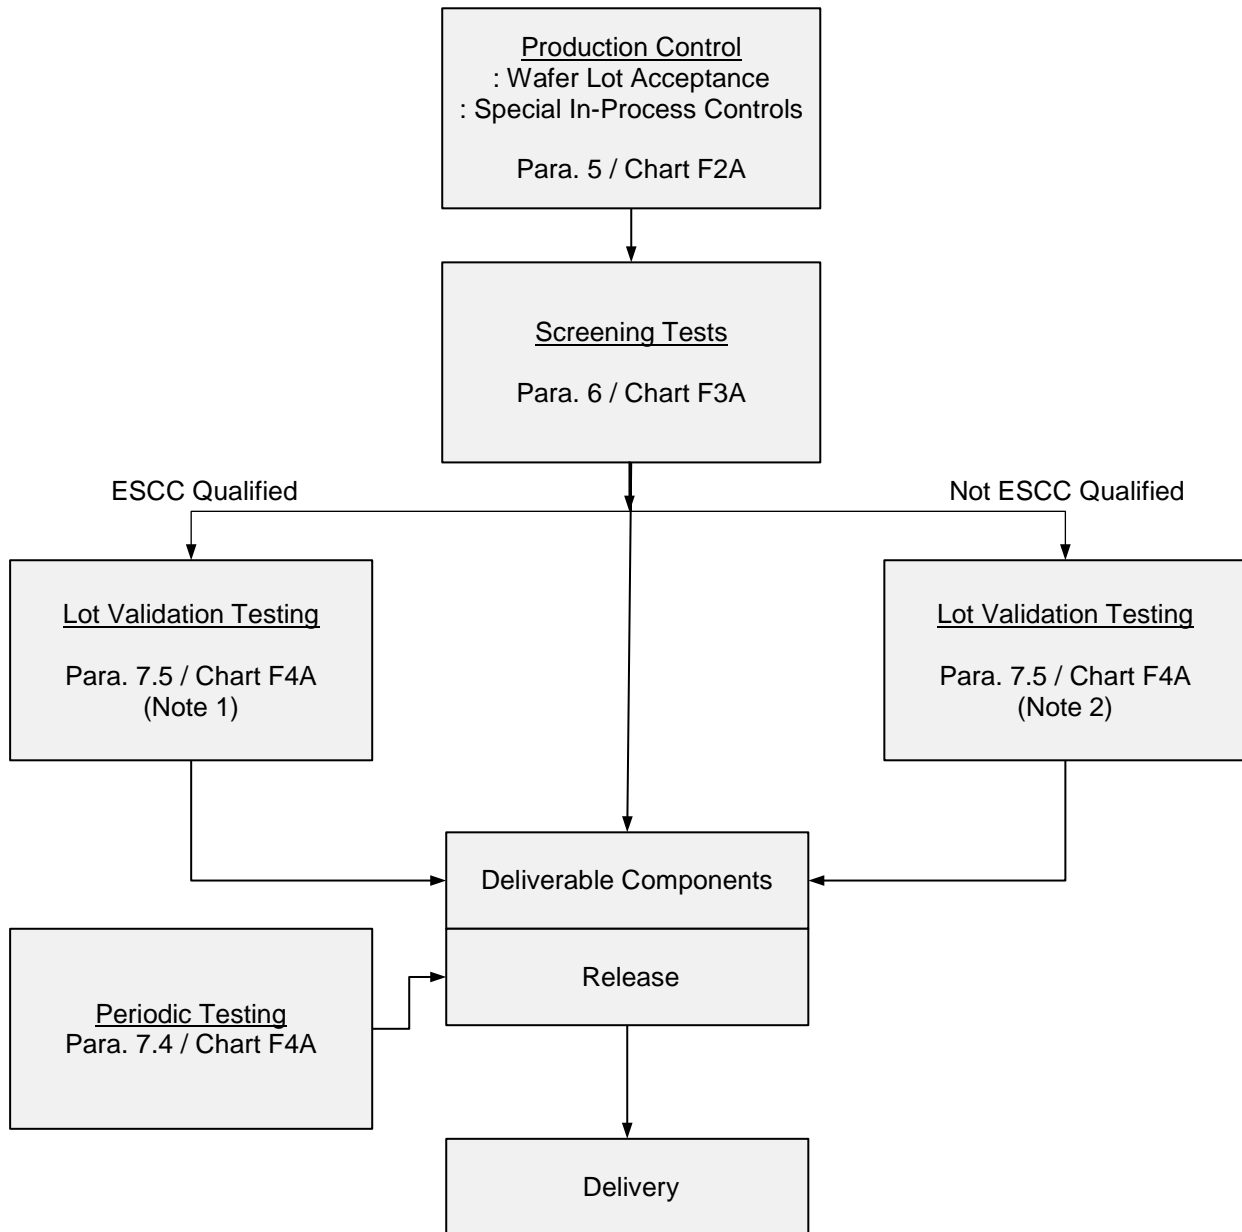 Production Control
: Wafer Lot Acceptance
: Special In-Process Controls
Para. 5 / Chart F2A
Screening Tests
Para. 6 / Chart F3A
ESCC Qualified
Not ESCC Qualified
Lot Validation Testing
Para. 7.5 / Chart F4A
(Note 1)
Lot Validation Testing
Para. 7.5 / Chart F4A
(Note 2)
Deliverable Components
Release
Periodic Testing
Para. 7.4 / Chart F4A
Delivery